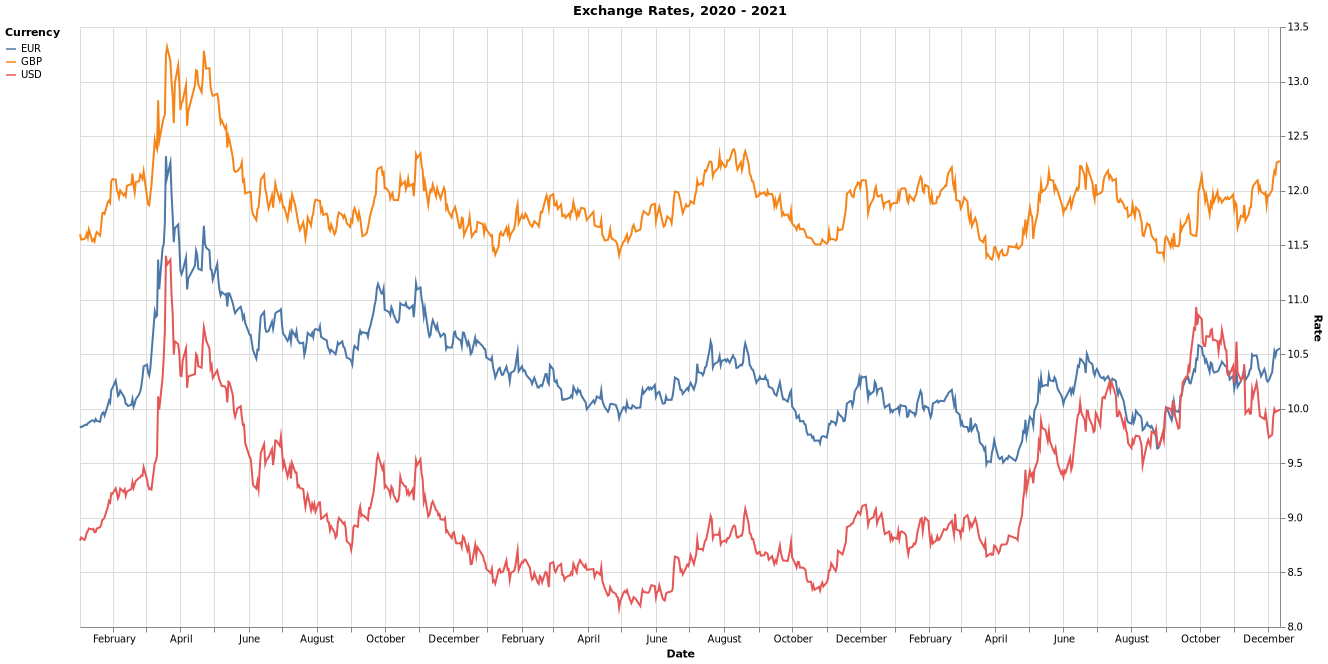 Exchange Rates, 2020 - 2021
Currency
EUR
GBP
USD
13.5
13.0
12.5
12.0
11.5
11.0
10.5
10.0
9.5
9.0
8.5
8.0
Rate
February April June August October December February April June August October December February April June August October December
Date